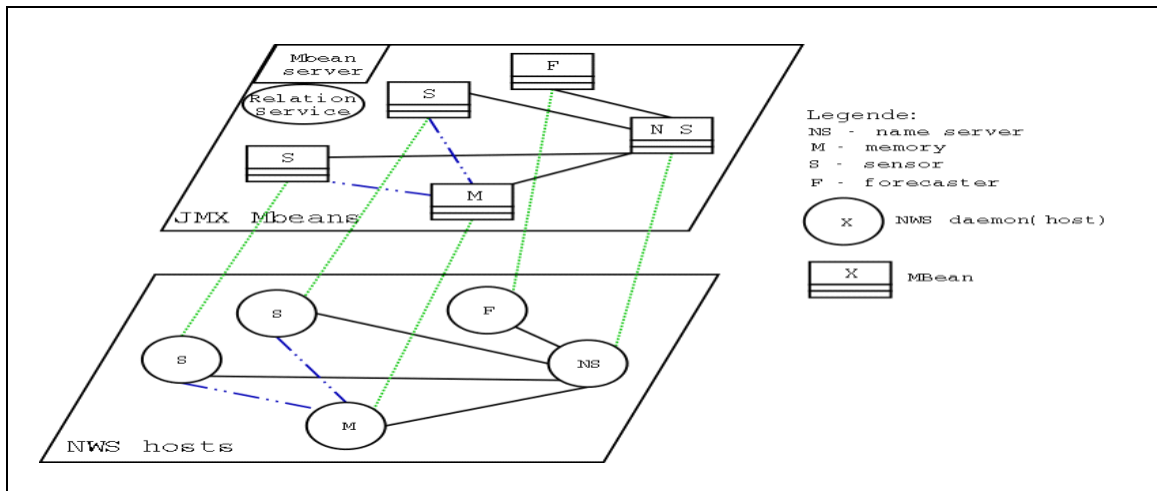 Mbean
server
Relation
Service
F
S
N S
S
M
JMX Mbeans
Legende:
NS - name server
M - memory
S - sensor
F - forecaster
X
NWS daemon(host)
X
MBean
S
F
S
NS
M
NWS hosts